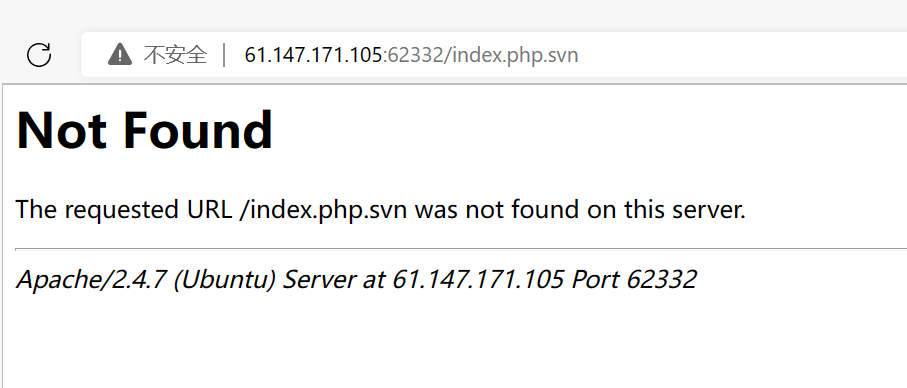 不安全 | 61.147.171.105:62332/index.php.svn
Not Found
The requested URL /index.php.svn was not found on this server.
Apache/2.4.7 (Ubuntu) Server at 61.147.171.105 Port 62332